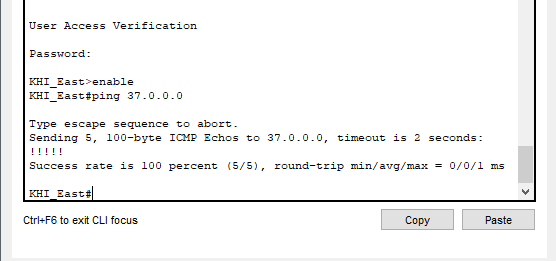 User Access Verification
Password:
KHI_East>enable
KHI_East#ping 37.0.0.0
Type escape sequence to abort.
Sending 5, 100-byte ICMP Echos to 37.0.0.0, timeout is 2 seconds:
!!!!!
Success rate is 100 percent (5/5), round-trip min/avg/max = 0/0/1 ms
KHI_East#
Ctrl+F6 to exit CLI focus
Copy
Paste